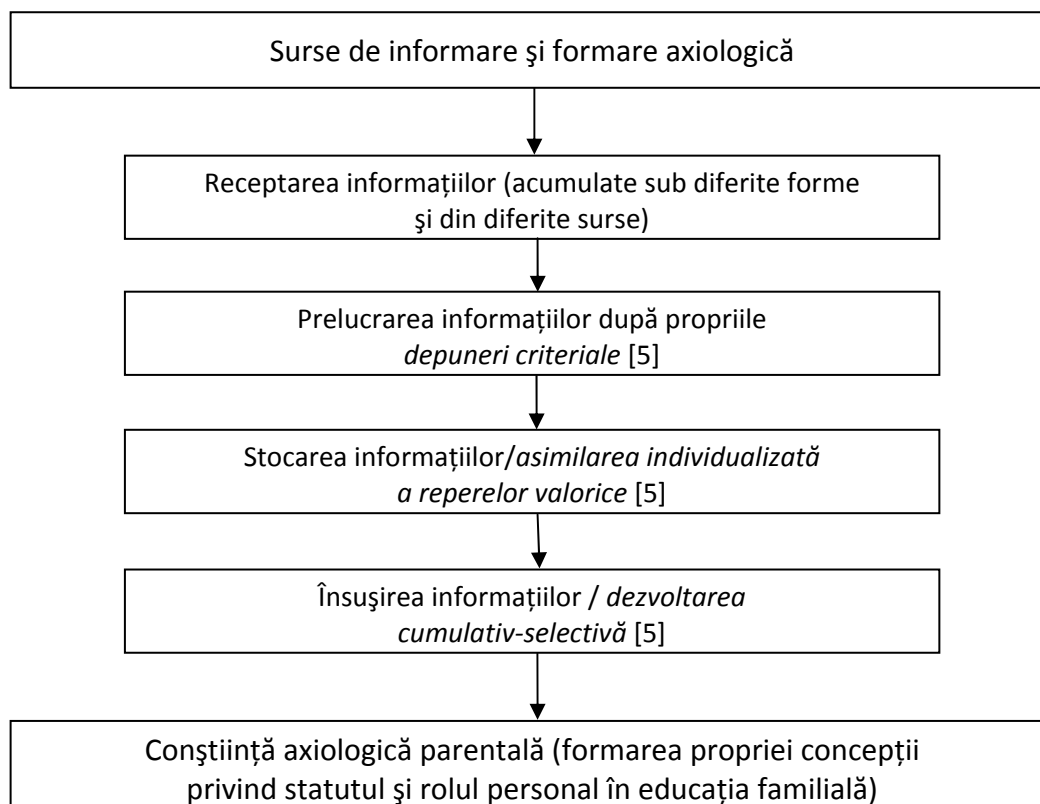 Surse de informare şi formare axiologică
Receptarea informațiilor (acumulate sub diferite forme
şi din diferite surse)
Prelucrarea informațiilor după propriile
depuneri criteriale [5]
Stocarea informațiilor/asimilarea individualizată
a reperelor valorice [5]
Însuşirea informațiilor / dezvoltarea
cumulativ-selectivă [5]
Conştiință axiologică parentală (formarea propriei concepții
privind statutul şi rolul personal în educația familială)